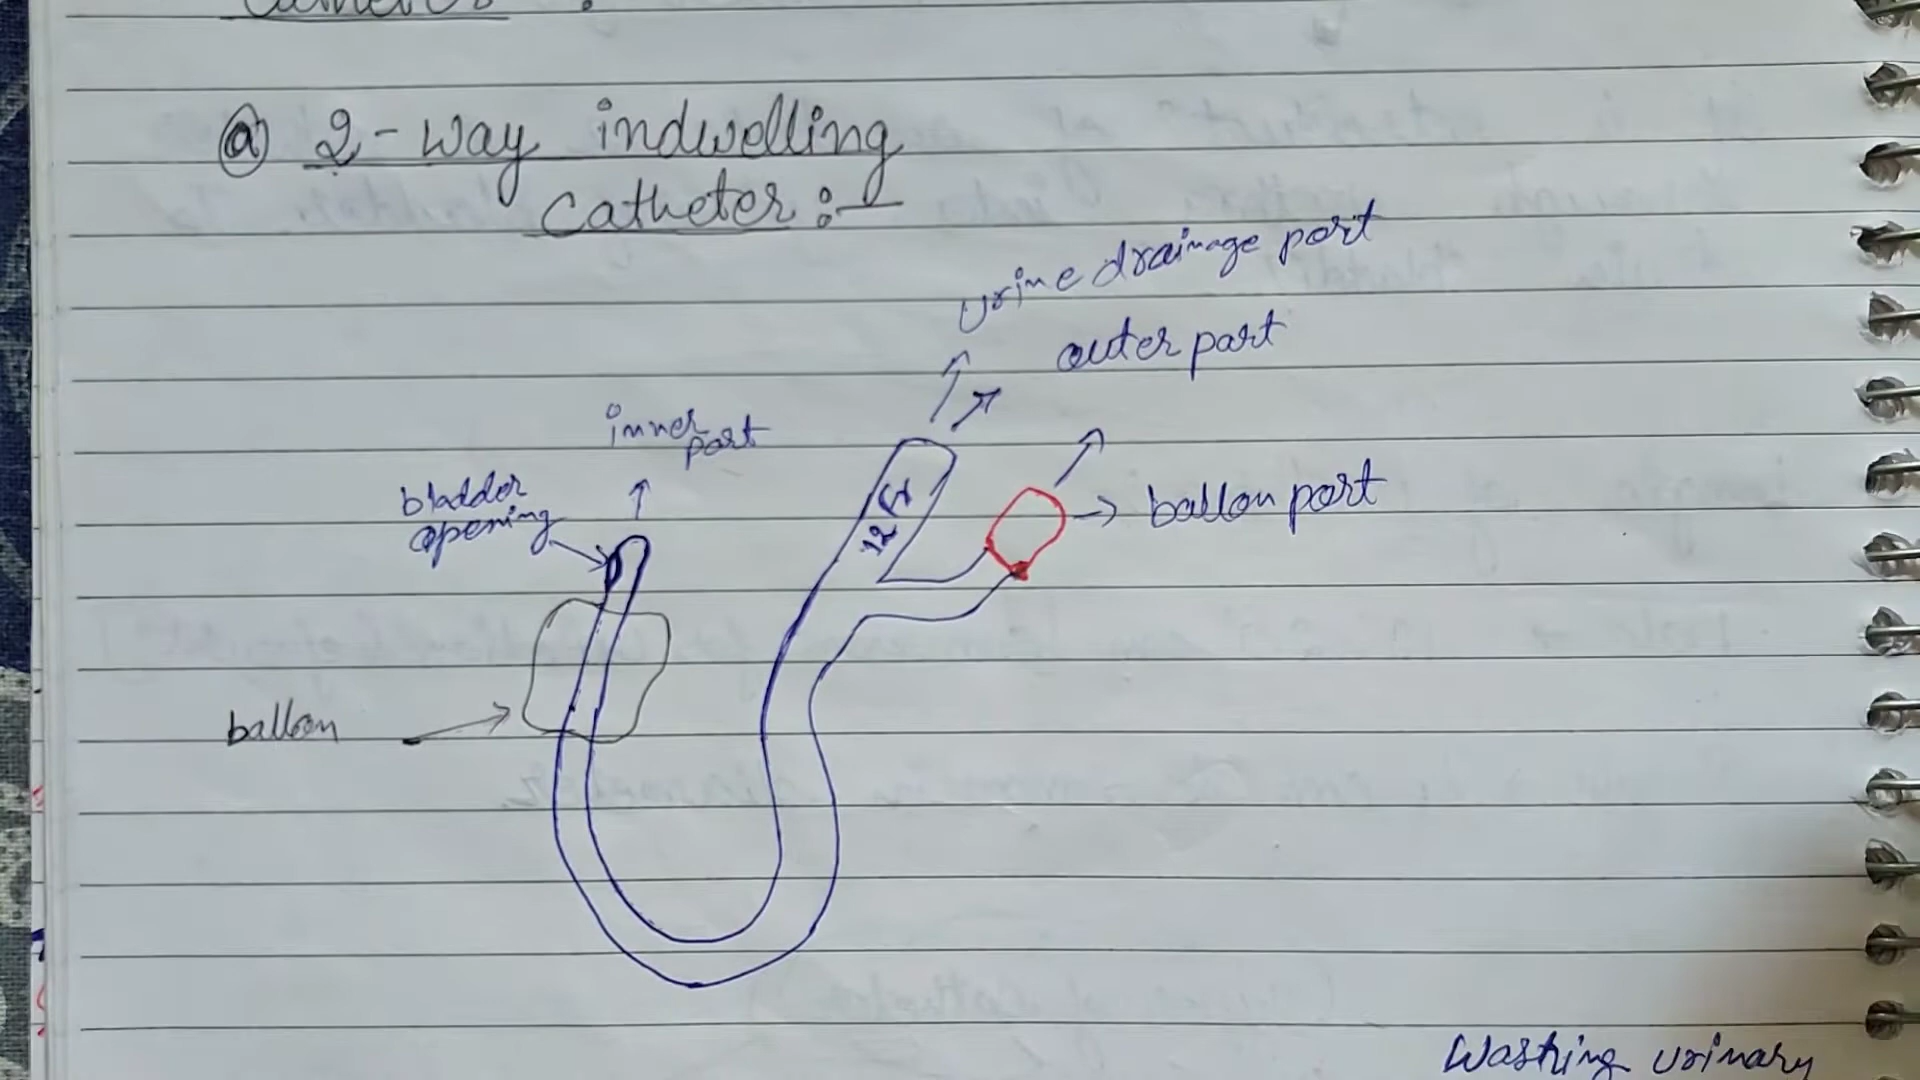 ⓐ 2-way indwelling
catheter:-
urine drainage port
outer part
inner
part
bladder
opening
12 Fr
ballon port
balloon
Washing urinary